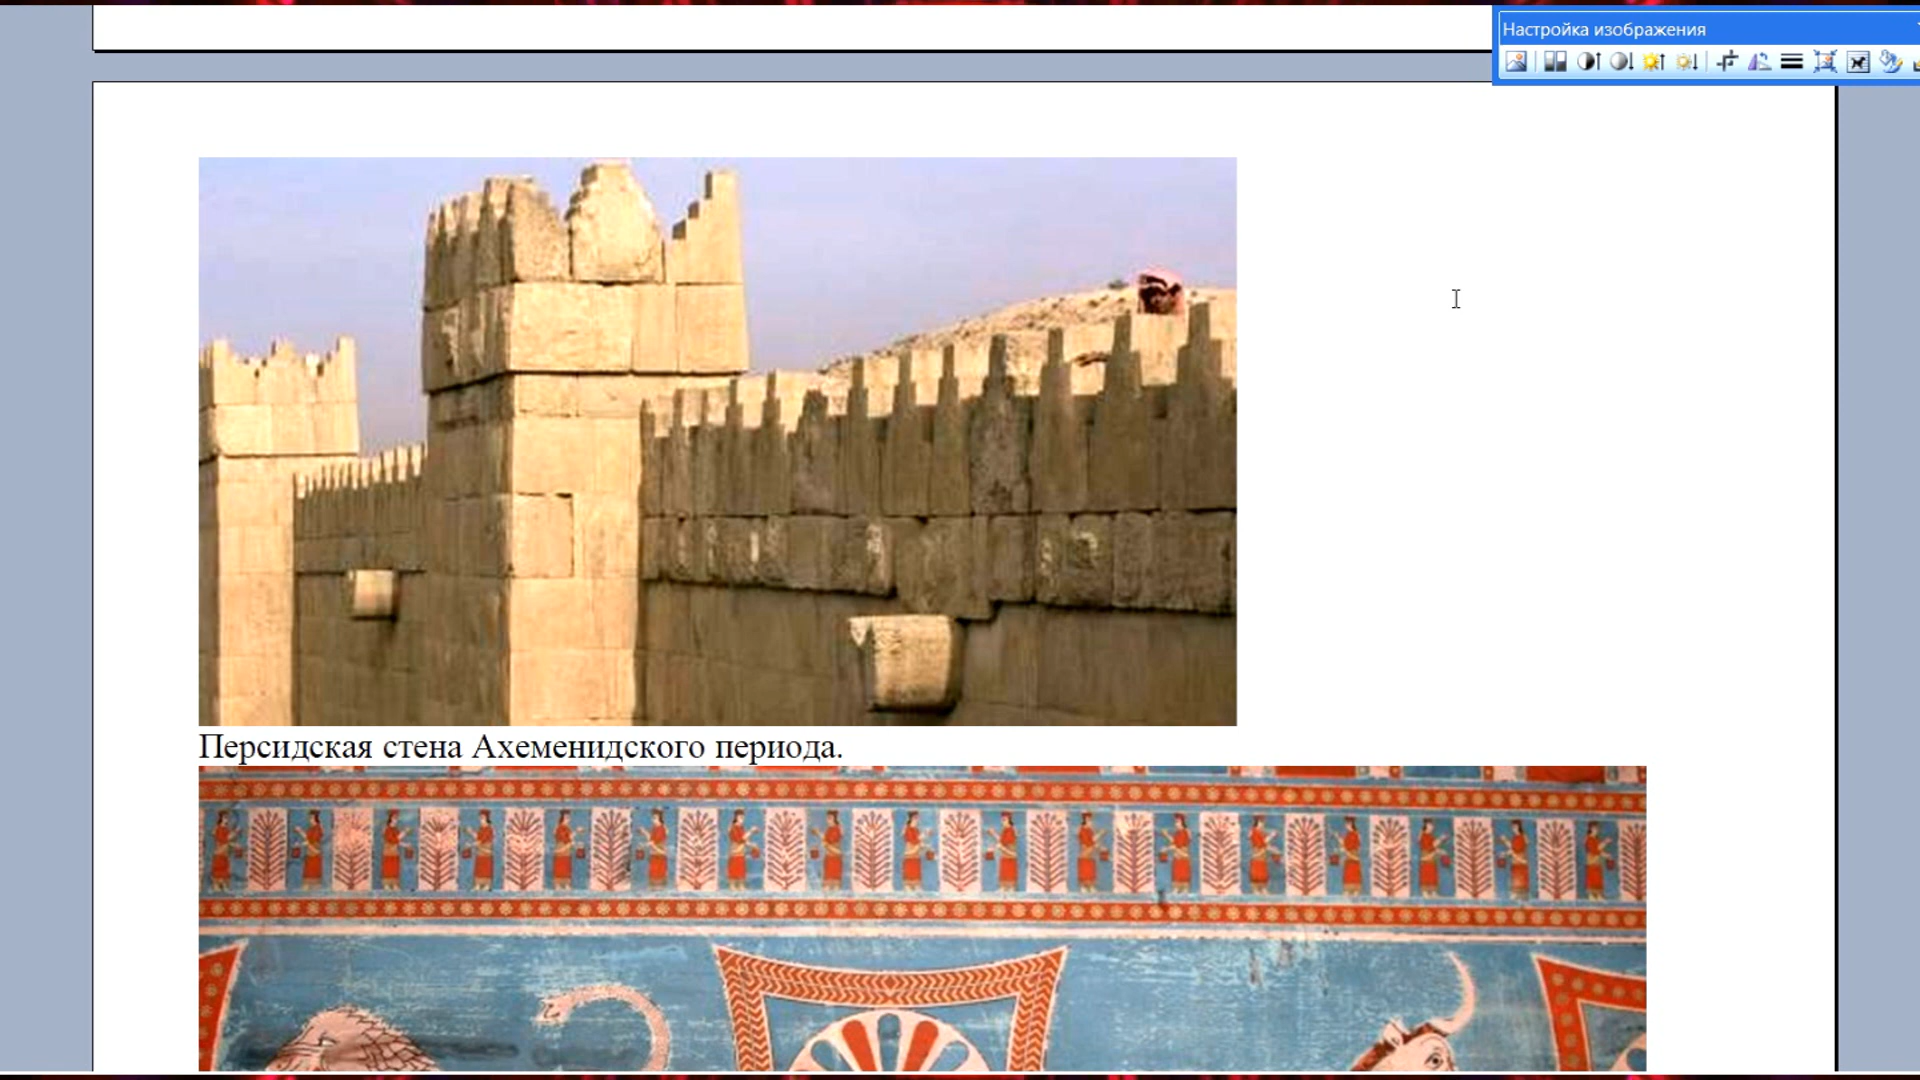 Настройка изображения
Персидская стена Ахеменидского периода.